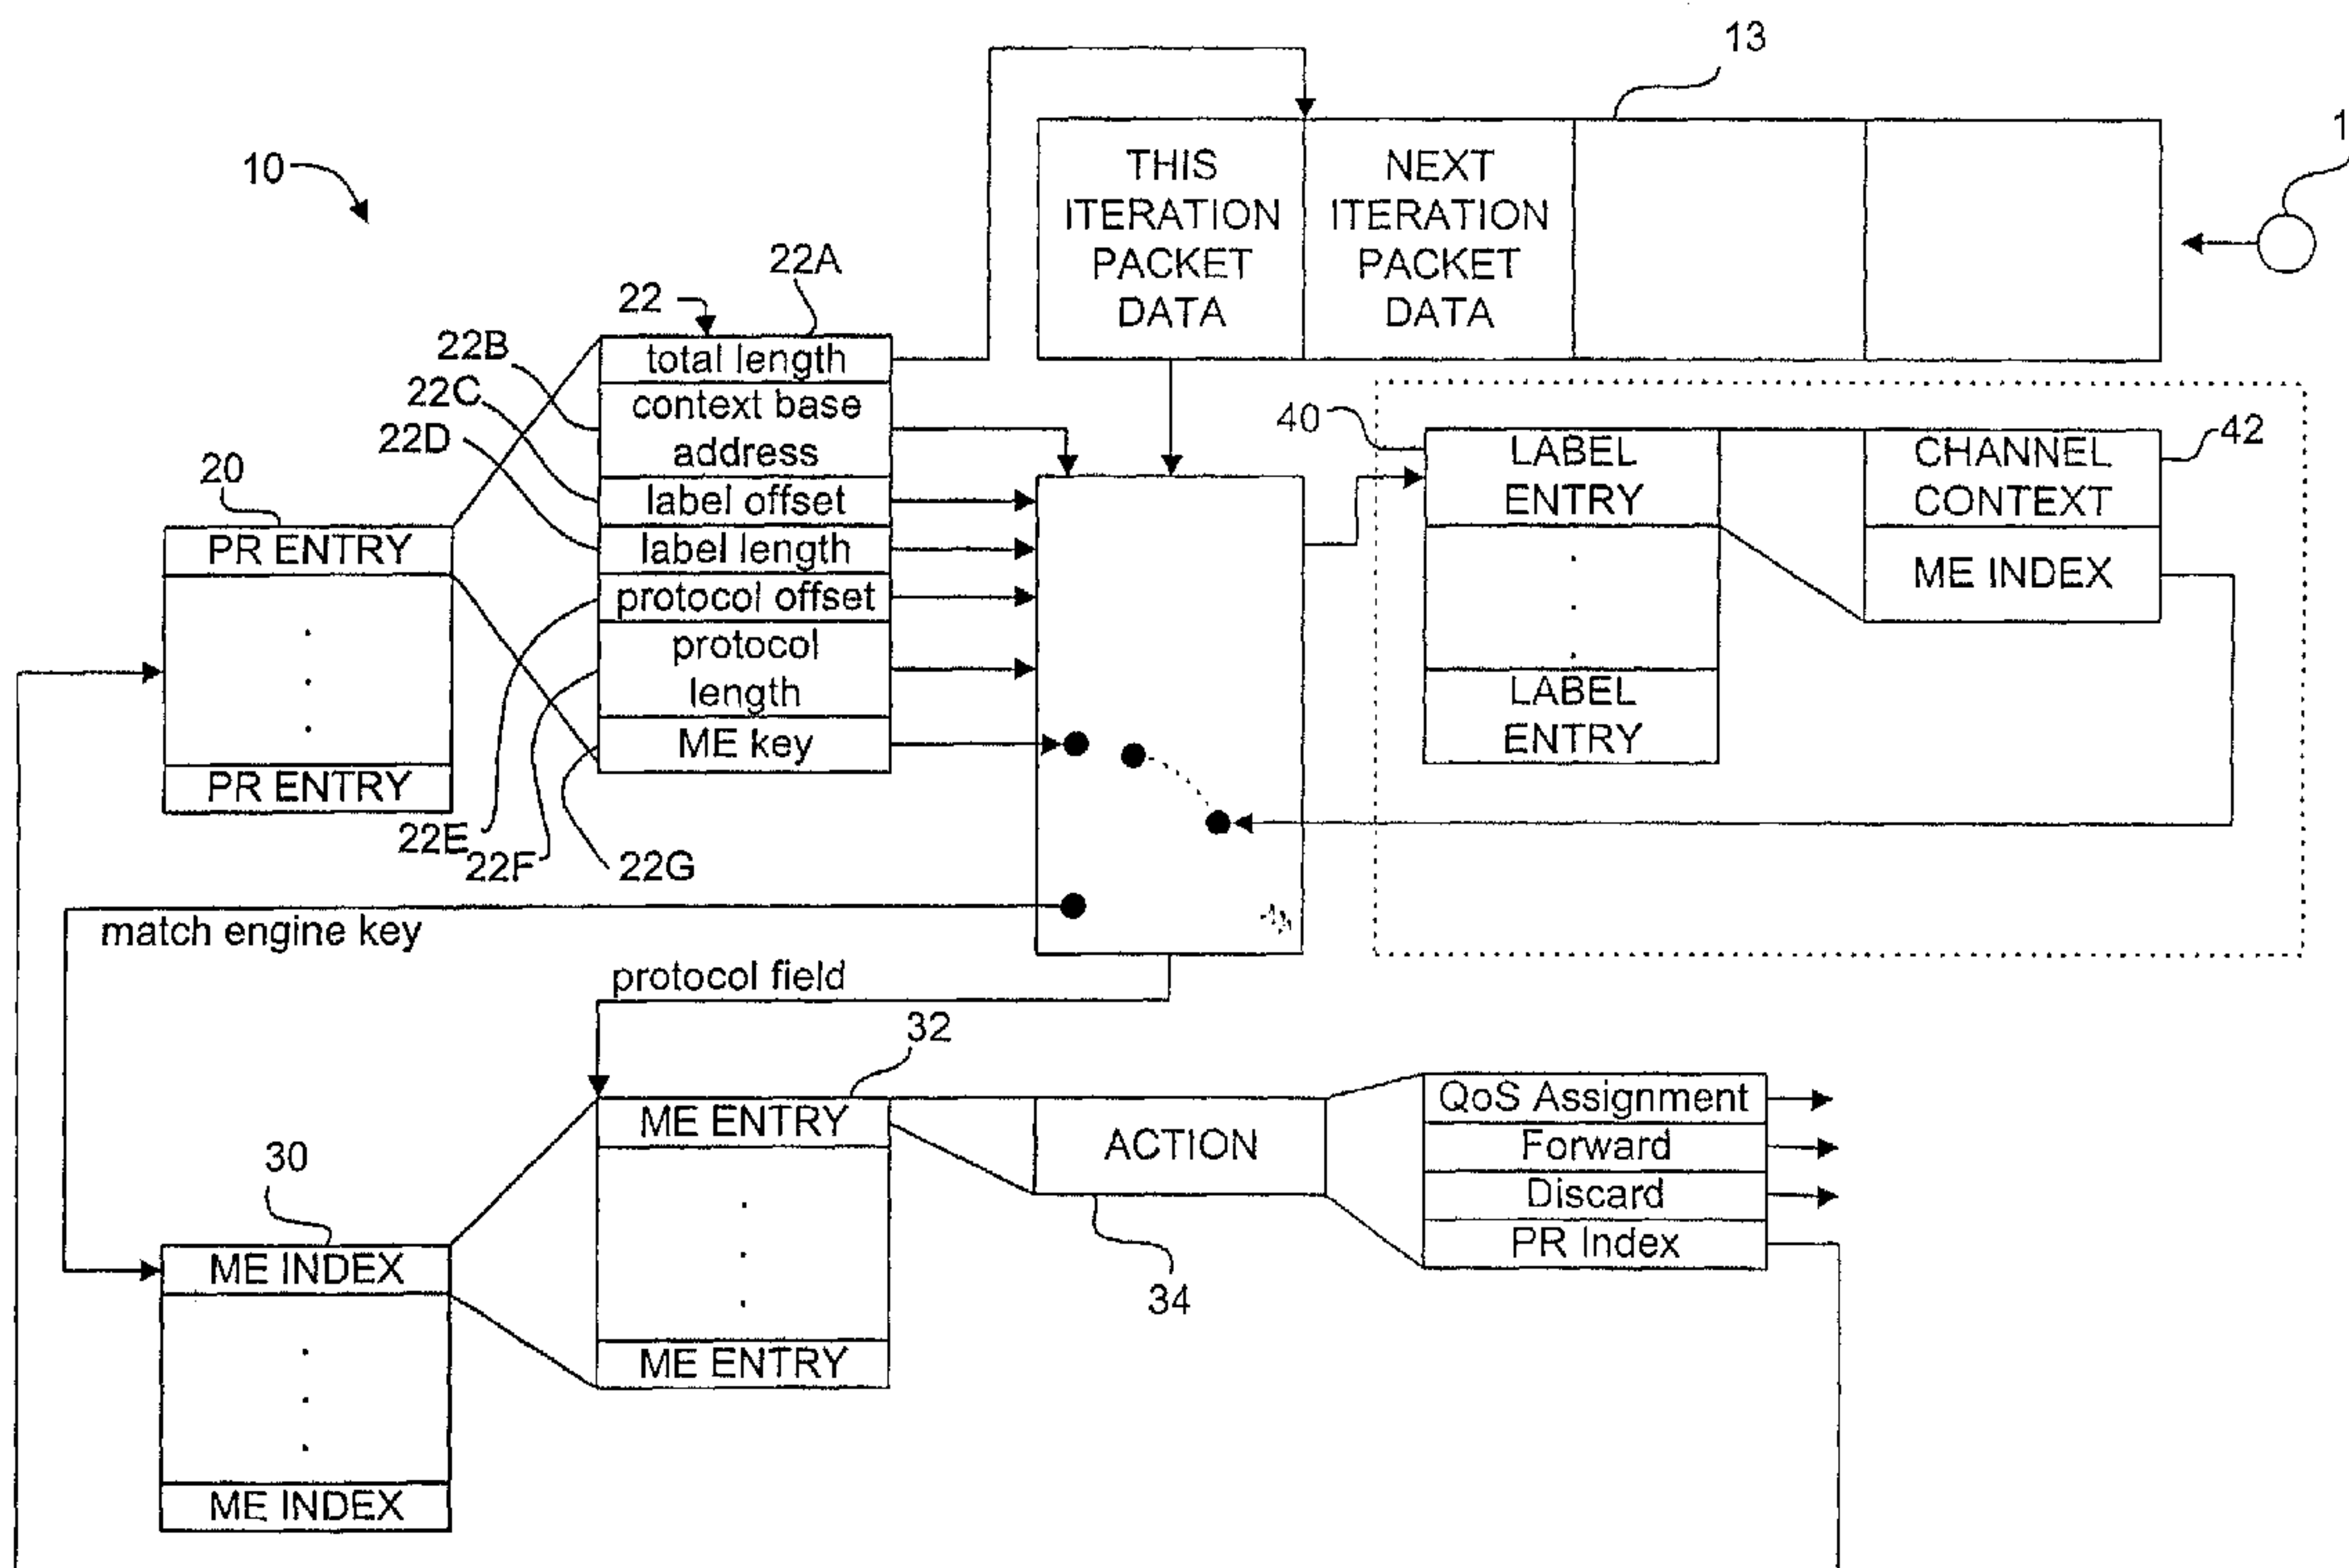 13
1
10
THIS
ITERATION
PACKET
DATA
NEXT
ITERATION
PACKET
DATA
22A
22
22B
22C
22D
total length
context base
address
label offset
label length
protocol offset
protocol
length
ME key
20
PR ENTRY
PR ENTRY
22E
22F
22G
40
LABEL
ENTRY
LABEL
ENTRY
42
CHANNEL
CONTEXT
ME INDEX
match engine key
protocol field
32
ME ENTRY
ME ENTRY
ACTION
34
QoS Assignment
Forward
Discard
PR Index
30
ME INDEX
ME INDEX